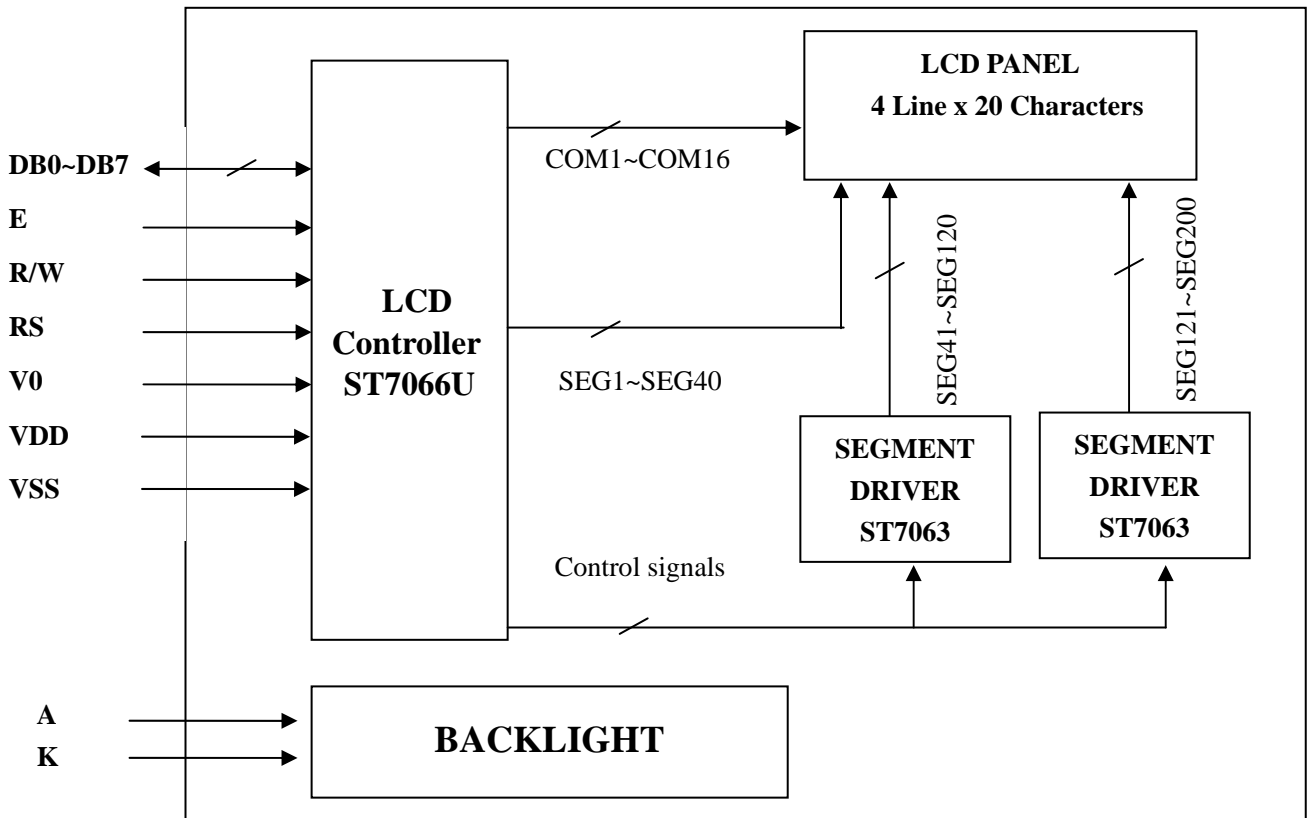 LCD PANEL
4 Line x 20 Characters
DB0~DB7
E
R/W
RS
V0
VDD
VSS
LCD
Controller
ST7066U
COM1~COM16
SEG1~SEG40
SEG41~SEG120
SEG121~SEG200
SEGMENT
DRIVER
ST7063
SEGMENT
DRIVER
ST7063
Control signals
A
K
BACKLIGHT